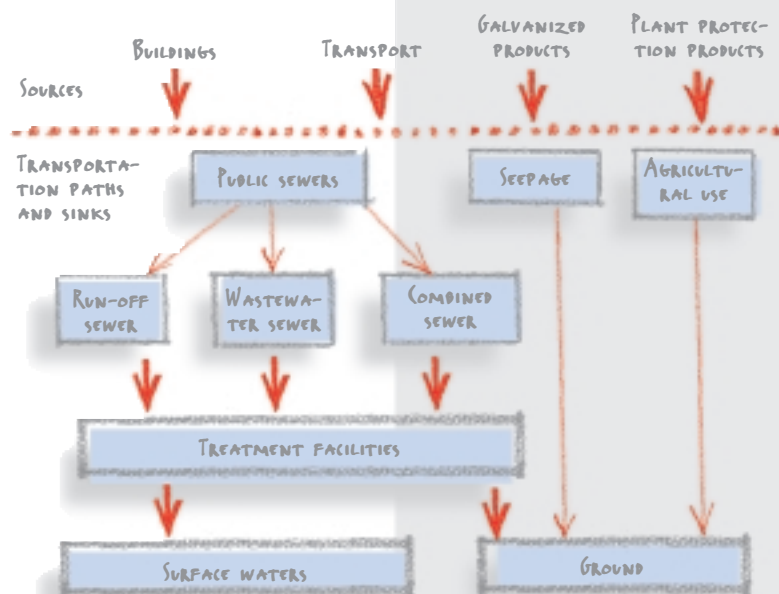 Buildings
Transport
Galvanized
products
Plant protec-
tion products
Sources
Transporta-
tion paths
and sinks
Public sewers
Seepage
Agricultu-
ral use
Run-off
sewer
Wastewa-
ter sewer
Combined
sewer
Treatment facilities
Surface waters
Ground